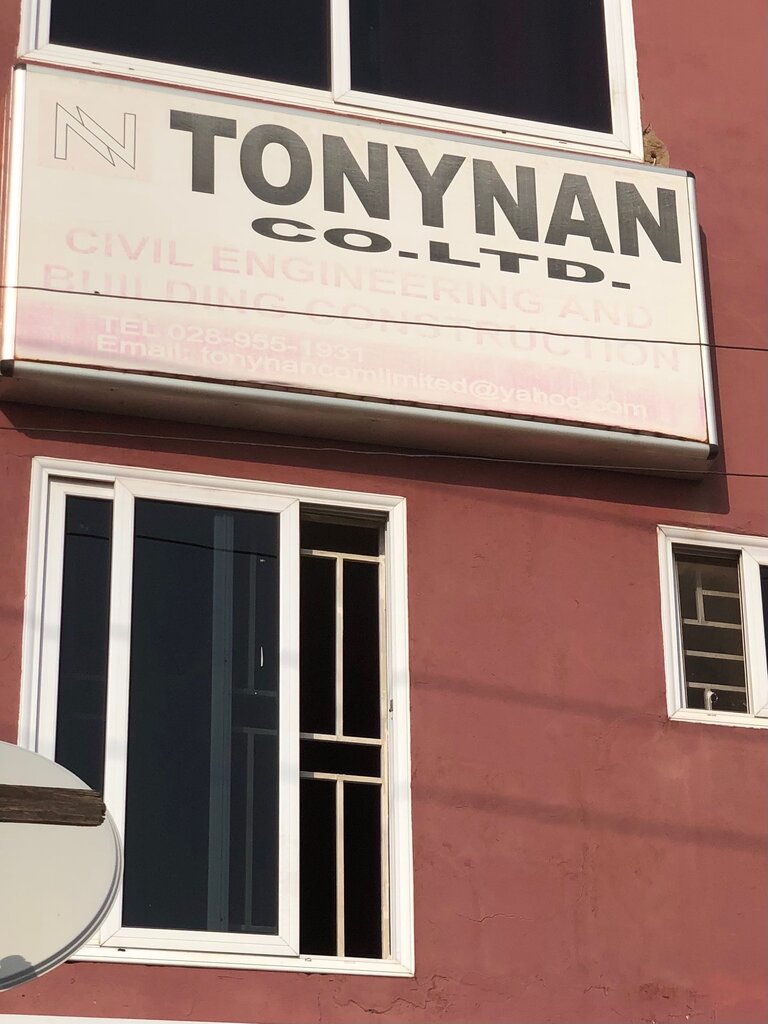 N TONYNAN
CO.LTD.
CIVIL ENGINEERING AND
BUILDING CONSTRUCTION
TEL.028-955-1931
Email: tonynancomlimited@yahoo.com